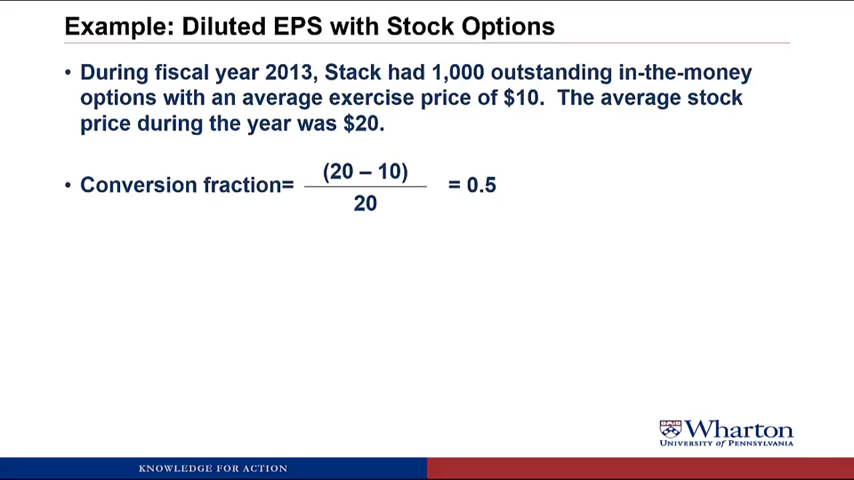 Example: Diluted EPS with Stock Options
• During fiscal year 2013, Stack had 1,000 outstanding in-the-money
options with an average exercise price of $10. The average stock
price during the year was $20.
• Conversion fraction= (20 – 10) = 0.5
20
Wharton
UNIVERSITY of PENNSYLVANIA
KNOWLEDGE FOR ACTION